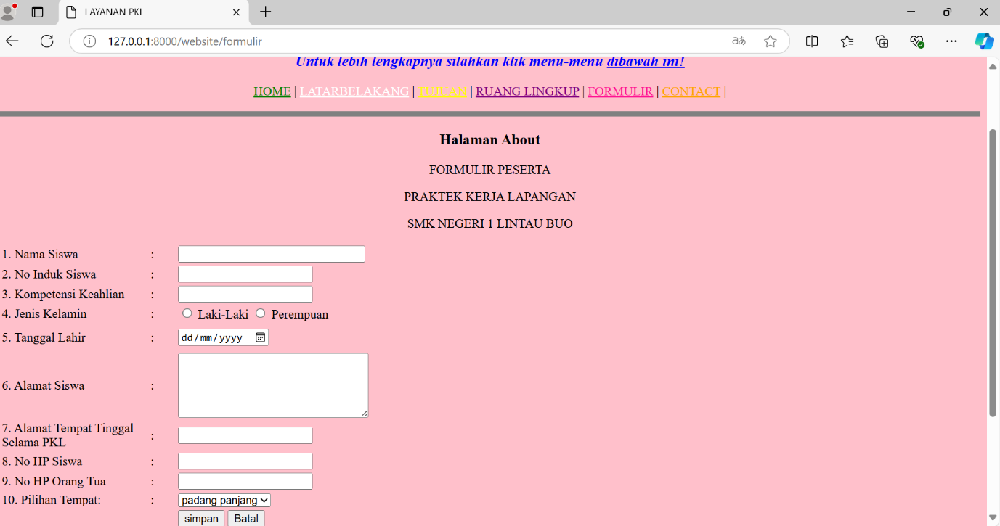 LAYANAN PKL
127.0.0.1:8000/website/formulir
Untuk lebih lengkapnya silahkan klik menu-menu dibawah ini!
HOME | LATARBELAKANG | TUJUAN | RUANG LINGKUP | FORMULIR | CONTACT |
Halaman About
FORMULIR PESERTA
PRAKTEK KERJA LAPANGAN
SMK NEGERI 1 LINTAU BUO
1. Nama Siswa :
2. No Induk Siswa :
3. Kompetensi Keahlian :
4. Jenis Kelamin : Laki-Laki Perempuan
5. Tanggal Lahir : dd/mm/yyyy
6. Alamat Siswa :
7. Alamat Tempat Tinggal
Selama PKL :
8. No HP Siswa :
9. No HP Orang Tua :
10. Pilihan Tempat: : padang panjang
simpan Batal